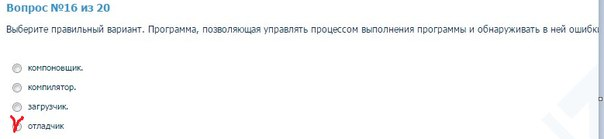 Вопрос №16 из 20
Выберите правильный вариант. Программа, позволяющая управлять процессом выполнения программы и обнаруживать в ней ошибки
компоновщик.
компилятор.
загрузчик.
отладчик